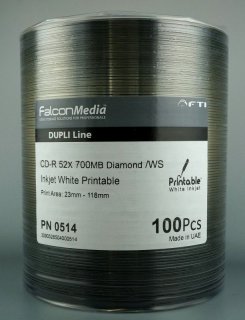 FTI
FalconMedia
DUPLI Line
CD-R 52X 700MB Diamond /WS
Inkjet White Printable
Print Area: 23mm - 118mm
Printable
White Inkjet
PN 0514
100Pcs
Made in UAE